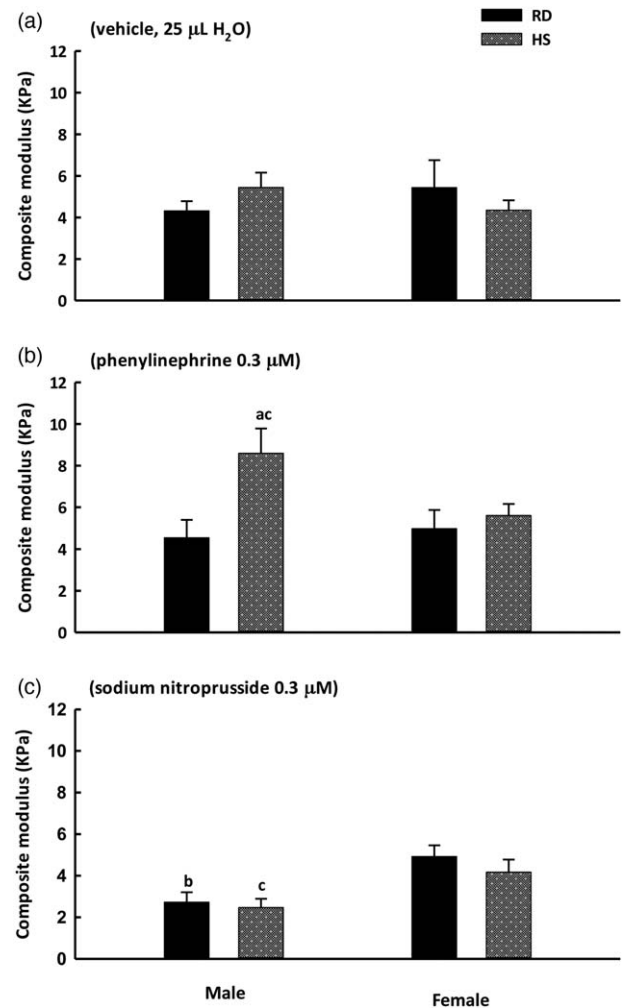 (a)
(vehicle, 25 µL H₂O)
RD
HS
Composite modulus (KPa)
12
10
8
6
4
2
0
(b)
(phenylinephrine 0.3 µM)
Composite modulus (KPa)
12
10
8
6
4
2
0
ac
(c)
(sodium nitroprusside 0.3 µM)
Composite modulus (KPa)
12
10
8
6
4
2
0
b
c
Male
Female